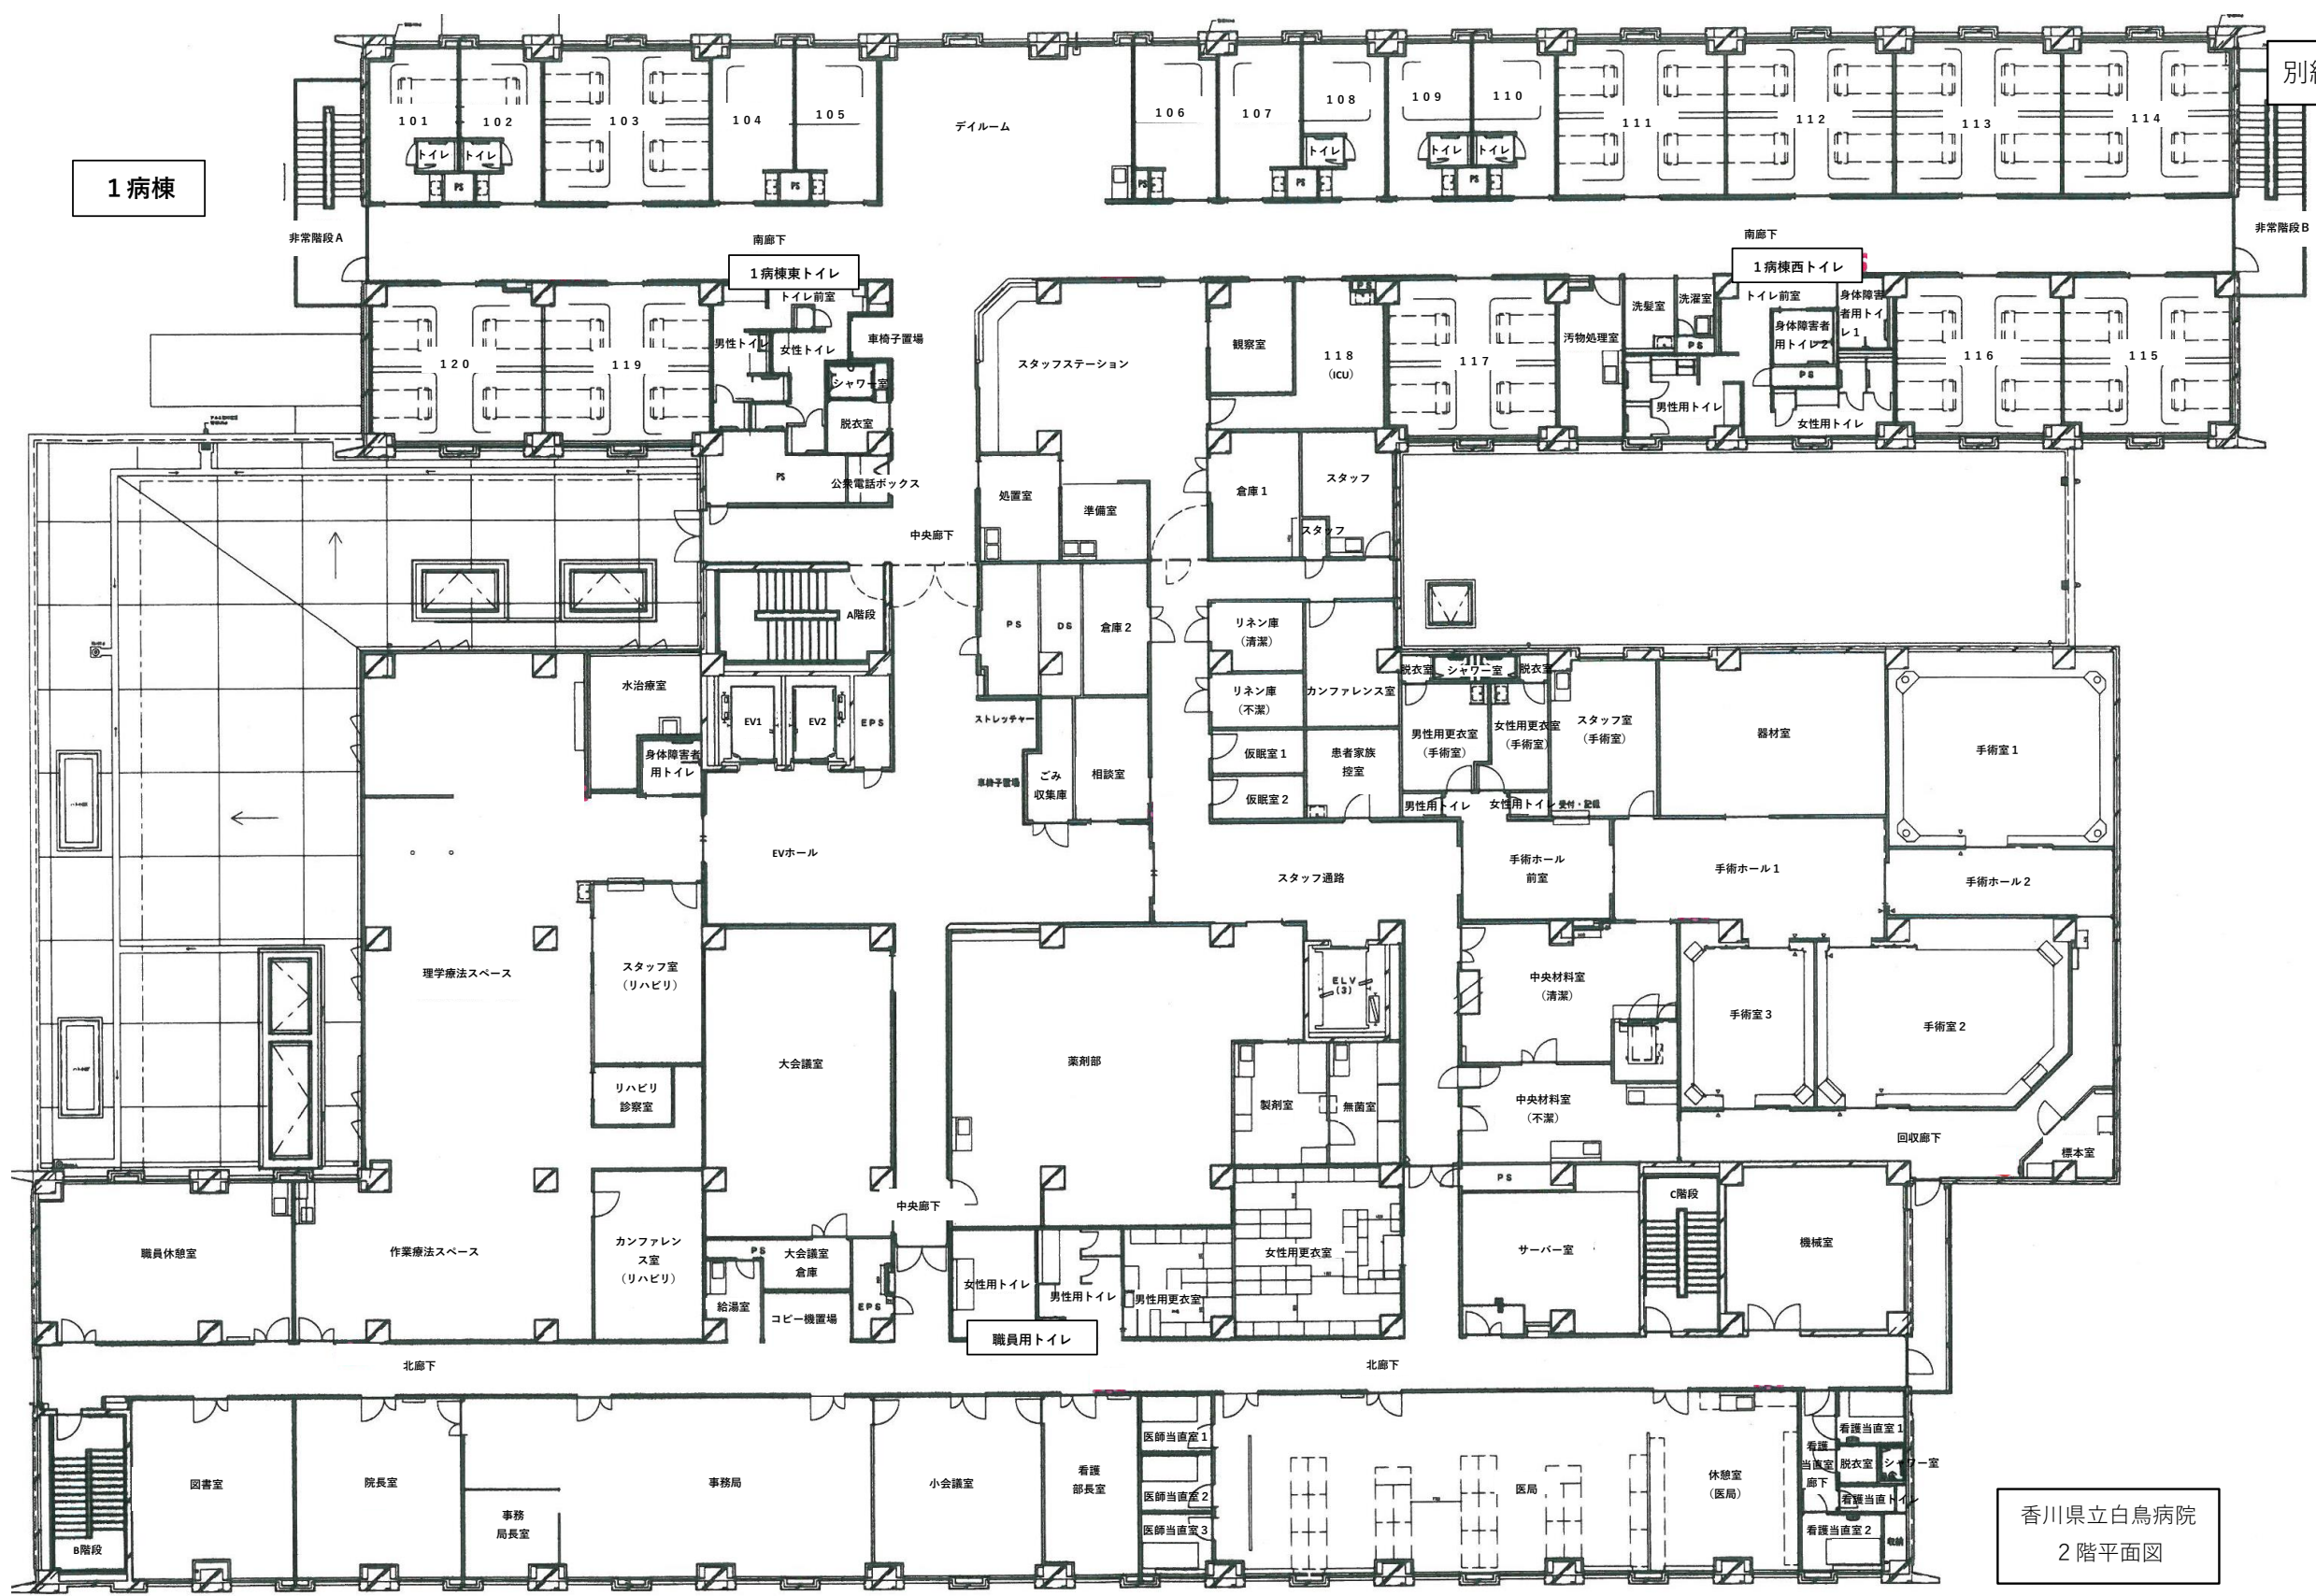 別
１病棟
101
102
103
104
105
デイルーム
106
107
108
109
110
111
112
113
114
トイレ
トイレ
トイレ
トイレ
トイレ
PS
PS
PS
PS
PS
非常階段A
南廊下
南廊下
非常階段B
１病棟東トイレ
１病棟西トイレ
トイレ前室
男性トイレ
女性トイレ
車椅子置場
シャワー室
脱衣室
120
119
スタッフステーション
観察室
PS
118
（ICU）
117
汚物処理室
洗髪室
洗濯室
PS
トイレ前室
身体障害
者用トイ
レ1
身体障害者
用トイレ2
PS
男性用トイレ
女性用トイレ
116
115
PS
公衆電話ボックス
処置室
準備室
倉庫1
スタッフ
スタッフ
中央廊下
A階段
PS
DS
倉庫2
リネン庫
（清潔）
リネン庫
（不潔）
カンファレンス室
脱衣室
シャワー室
脱衣室
水治療室
身体障害者
用トイレ
EV1
EV2
EPS
ストレッチャー
車椅子置場
ごみ
収集庫
相談室
仮眠室1
仮眠室2
患者家族
控室
男性用更衣室
（手術室）
女性用更衣室
（手術室）
スタッフ室
（手術室）
器材室
手術室1
男性用トイレ
女性用トイレ
受付・記録
EVホール
スタッフ通路
手術ホール
前室
手術ホール1
手術ホール2
理学療法スペース
スタッフ室
（リハビリ）
大会議室
薬剤部
ELV
(3)
中央材料室
（清潔）
手術室3
手術室2
リハビリ
診察室
製剤室
無菌室
中央材料室
（不潔）
回収廊下
標本室
職員休憩室
作業療法スペース
カンファレン
ス室
（リハビリ）
中央廊下
PS
大会議室
倉庫
給湯室
コピー機置場
EPS
女性用トイレ
男性用トイレ
男性用更衣室
女性用更衣室
職員用トイレ
PS
サーバー室
C階段
機械室
北廊下
北廊下
B階段
図書室
院長室
事務
局長室
事務局
小会議室
看護
部長室
医師当直室1
医師当直室2
医師当直室3
医局
休憩室
（医局）
看護
当直室
廊下
看護当直室1
脱衣室
シャワー室
看護当直トイレ
看護当直室2
収納
香川県立白鳥病院
２階平面図